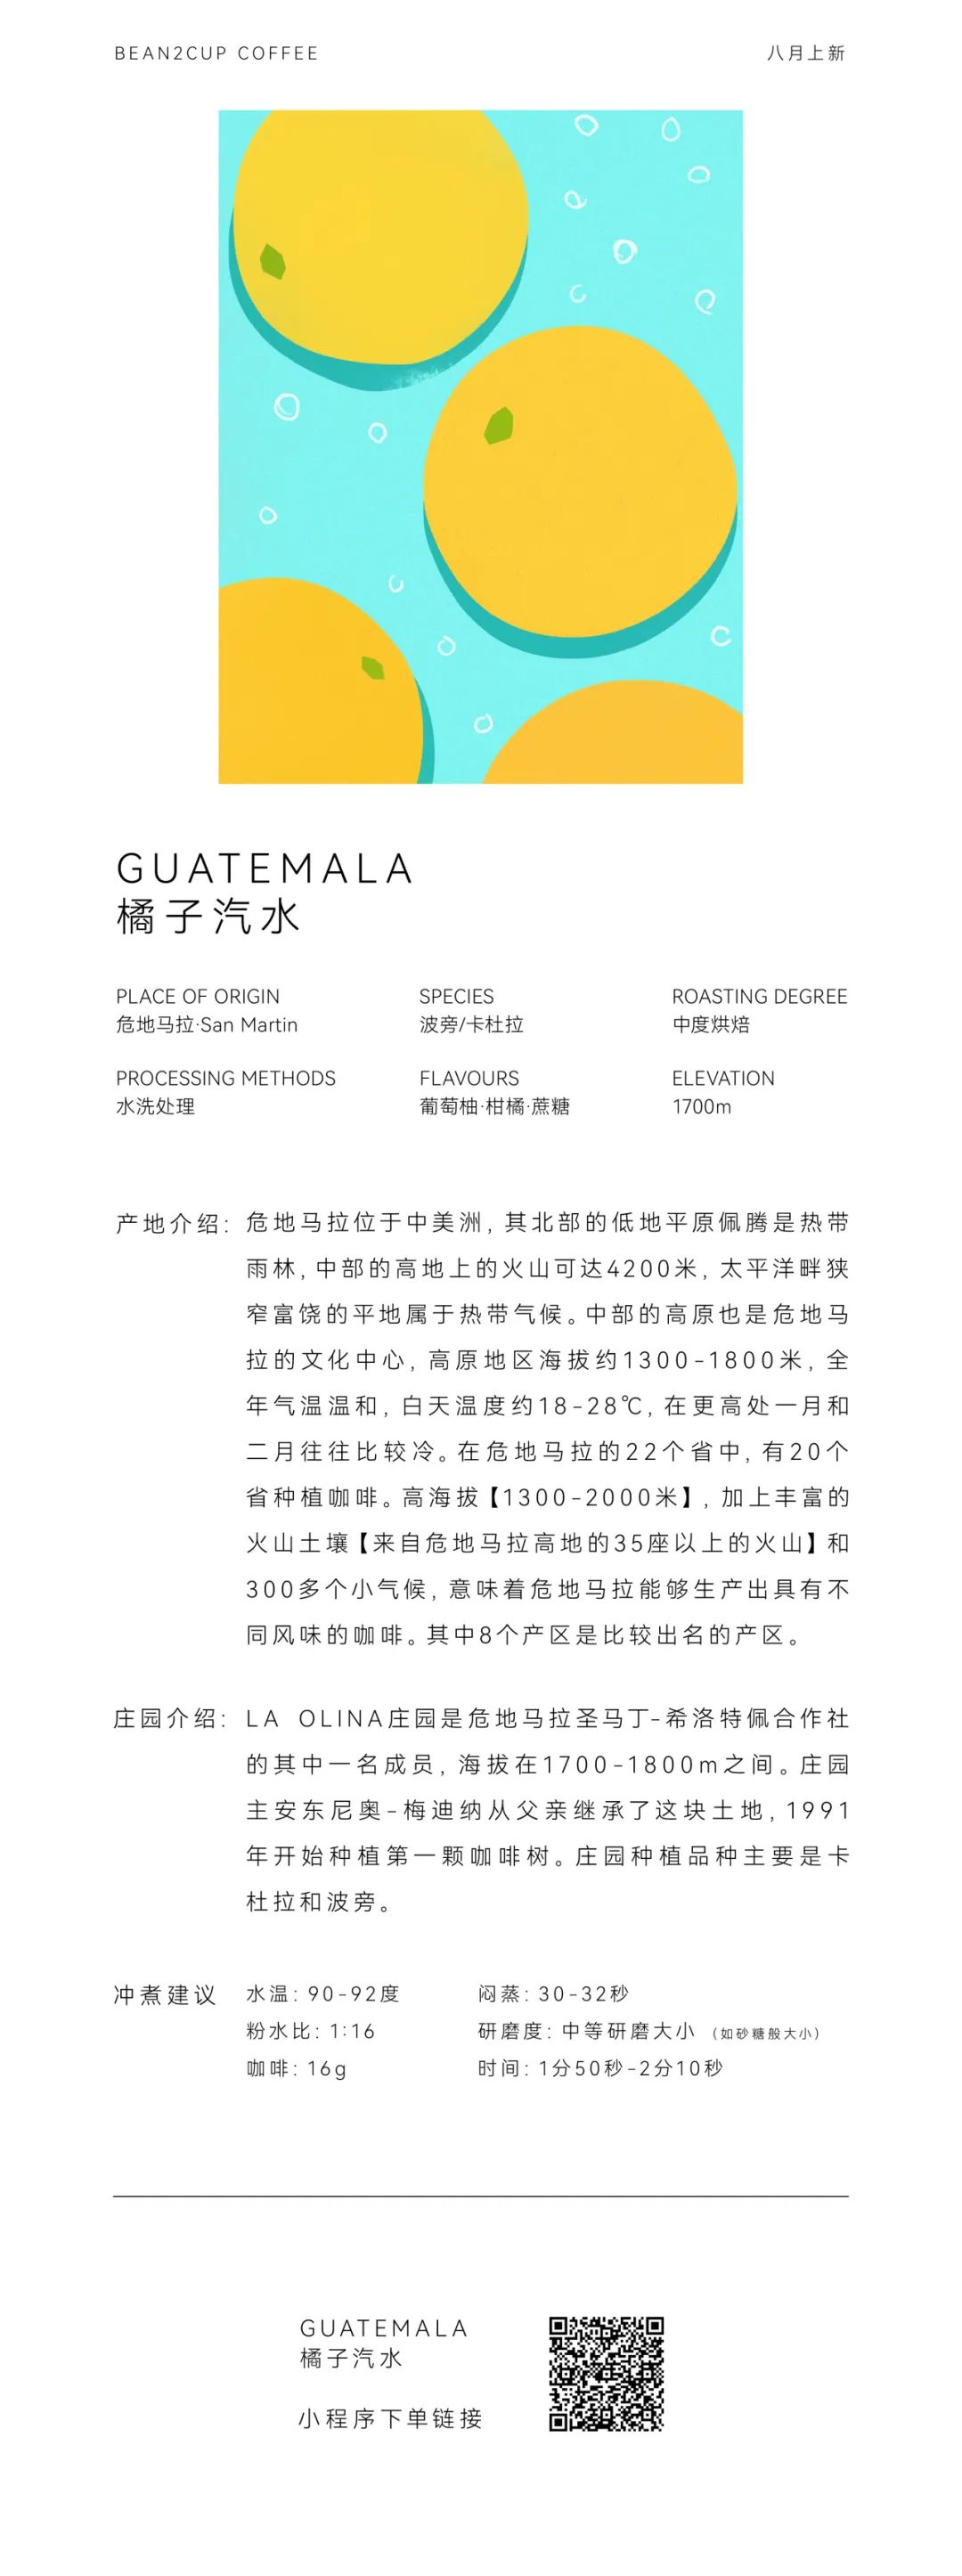 BEAN2CUP COFFEE
八月上新
GUATEMALA
橘子汽水
PLACE OF ORIGIN
危地马拉·San Martin
SPECIES
波旁/卡杜拉
ROASTING DEGREE
中度烘焙
PROCESSING METHODS
水洗处理
FLAVOURS
葡萄柚·柑橘·蔗糖
ELEVATION
1700m
产地介绍: 危地马拉位于中美洲, 其北部的低地平原佩腾是热带
雨林, 中部的高地上的火山可达4200米, 太平洋畔狭
窄富饶的平地属于热带气候。中部的高原也是危地马
拉的文化中心, 高原地区海拔约1300-1800米, 全
年气温温和, 白天温度约18-28℃, 在更高处一月和
二月往往比较冷。在危地马拉的22个省中, 有20个
省种植咖啡。高海拔【1300-2000米】, 加上丰富的
火山土壤【来自危地马拉高地的35座以上的火山】和
300多个小气候, 意味着危地马拉能够生产出具有不
同风味的咖啡。其中8个产区是比较出名的产区。
庄园介绍: LA OLINA庄园是危地马拉圣马丁-希洛特佩合作社
的其中一名成员, 海拔在1700-1800m之间。庄园
主安东尼奥-梅迪纳从父亲继承了这块土地, 1991
年开始种植第一颗咖啡树。庄园种植品种主要是卡
杜拉和波旁。
冲煮建议 水温: 90-92度 闷蒸: 30-32秒
粉水比: 1:16 研磨度: 中等研磨大小 (如砂糖般大小)
咖啡: 16g 时间: 1分50秒-2分10秒
GUATEMALA
橘子汽水
小程序下单链接